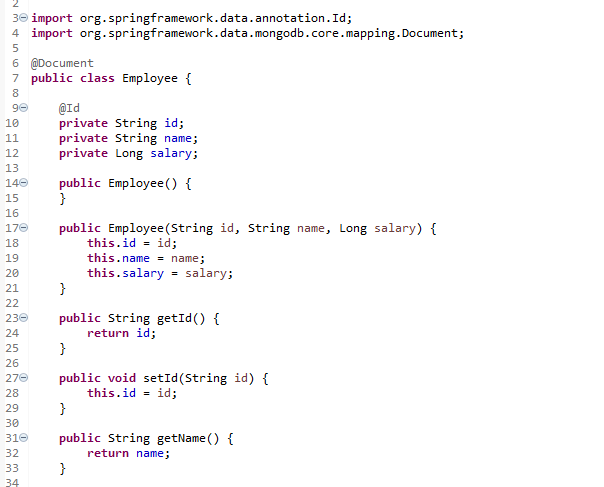 2
3 import org.springframework.data.annotation.Id;
4 import org.springframework.data.mongodb.core.mapping.Document;
5
6 @Document
7 public class Employee {
8
9     @Id
10     private String id;
11     private String name;
12     private Long salary;
13
14     public Employee() {
15     }
16
17     public Employee(String id, String name, Long salary) {
18         this.id = id;
19         this.name = name;
20         this.salary = salary;
21     }
22
23     public String getId() {
24         return id;
25     }
26
27     public void setId(String id) {
28         this.id = id;
29     }
30
31     public String getName() {
32         return name;
33     }
34